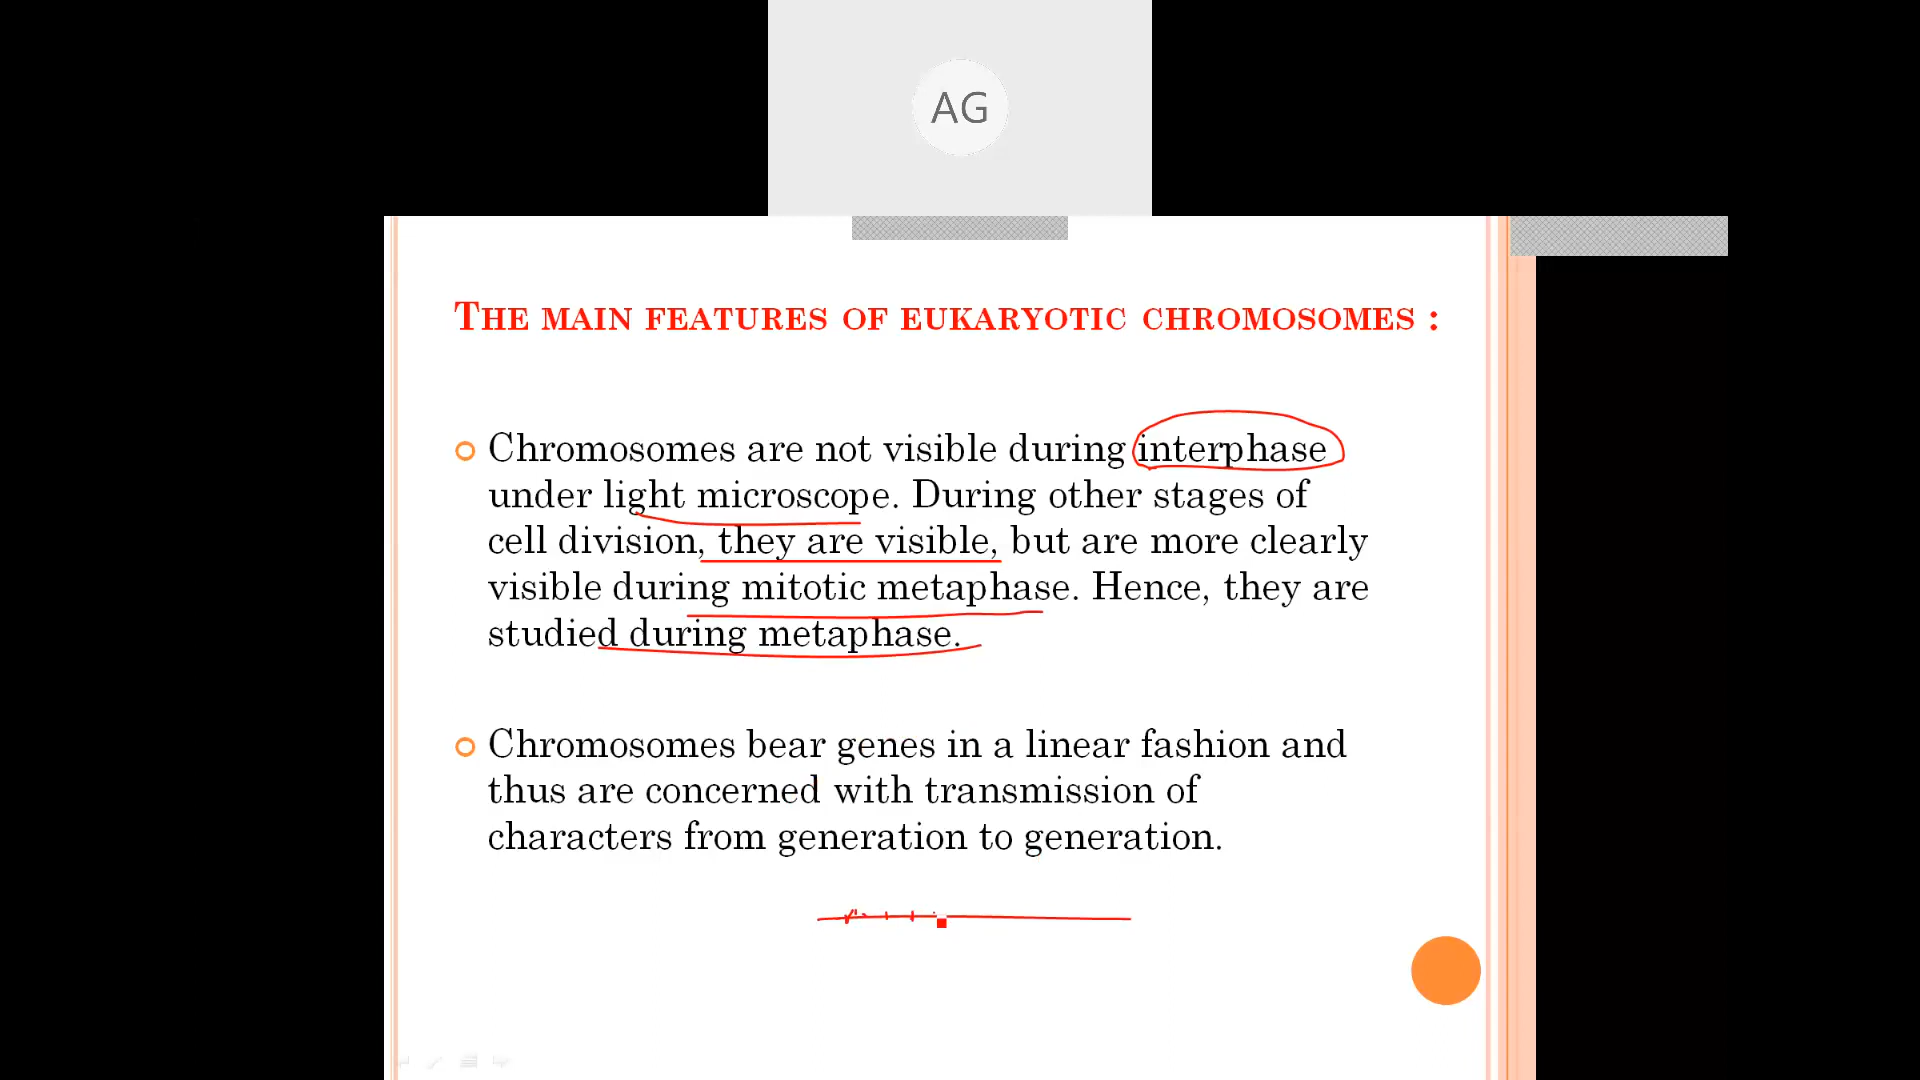 AG
THE MAIN FEATURES OF EUKARYOTIC CHROMOSOMES :
Chromosomes are not visible during interphase
under light microscope. During other stages of
cell division, they are visible, but are more clearly
visible during mitotic metaphase. Hence, they are
studied during metaphase.
Chromosomes bear genes in a linear fashion and
thus are concerned with transmission of
characters from generation to generation.